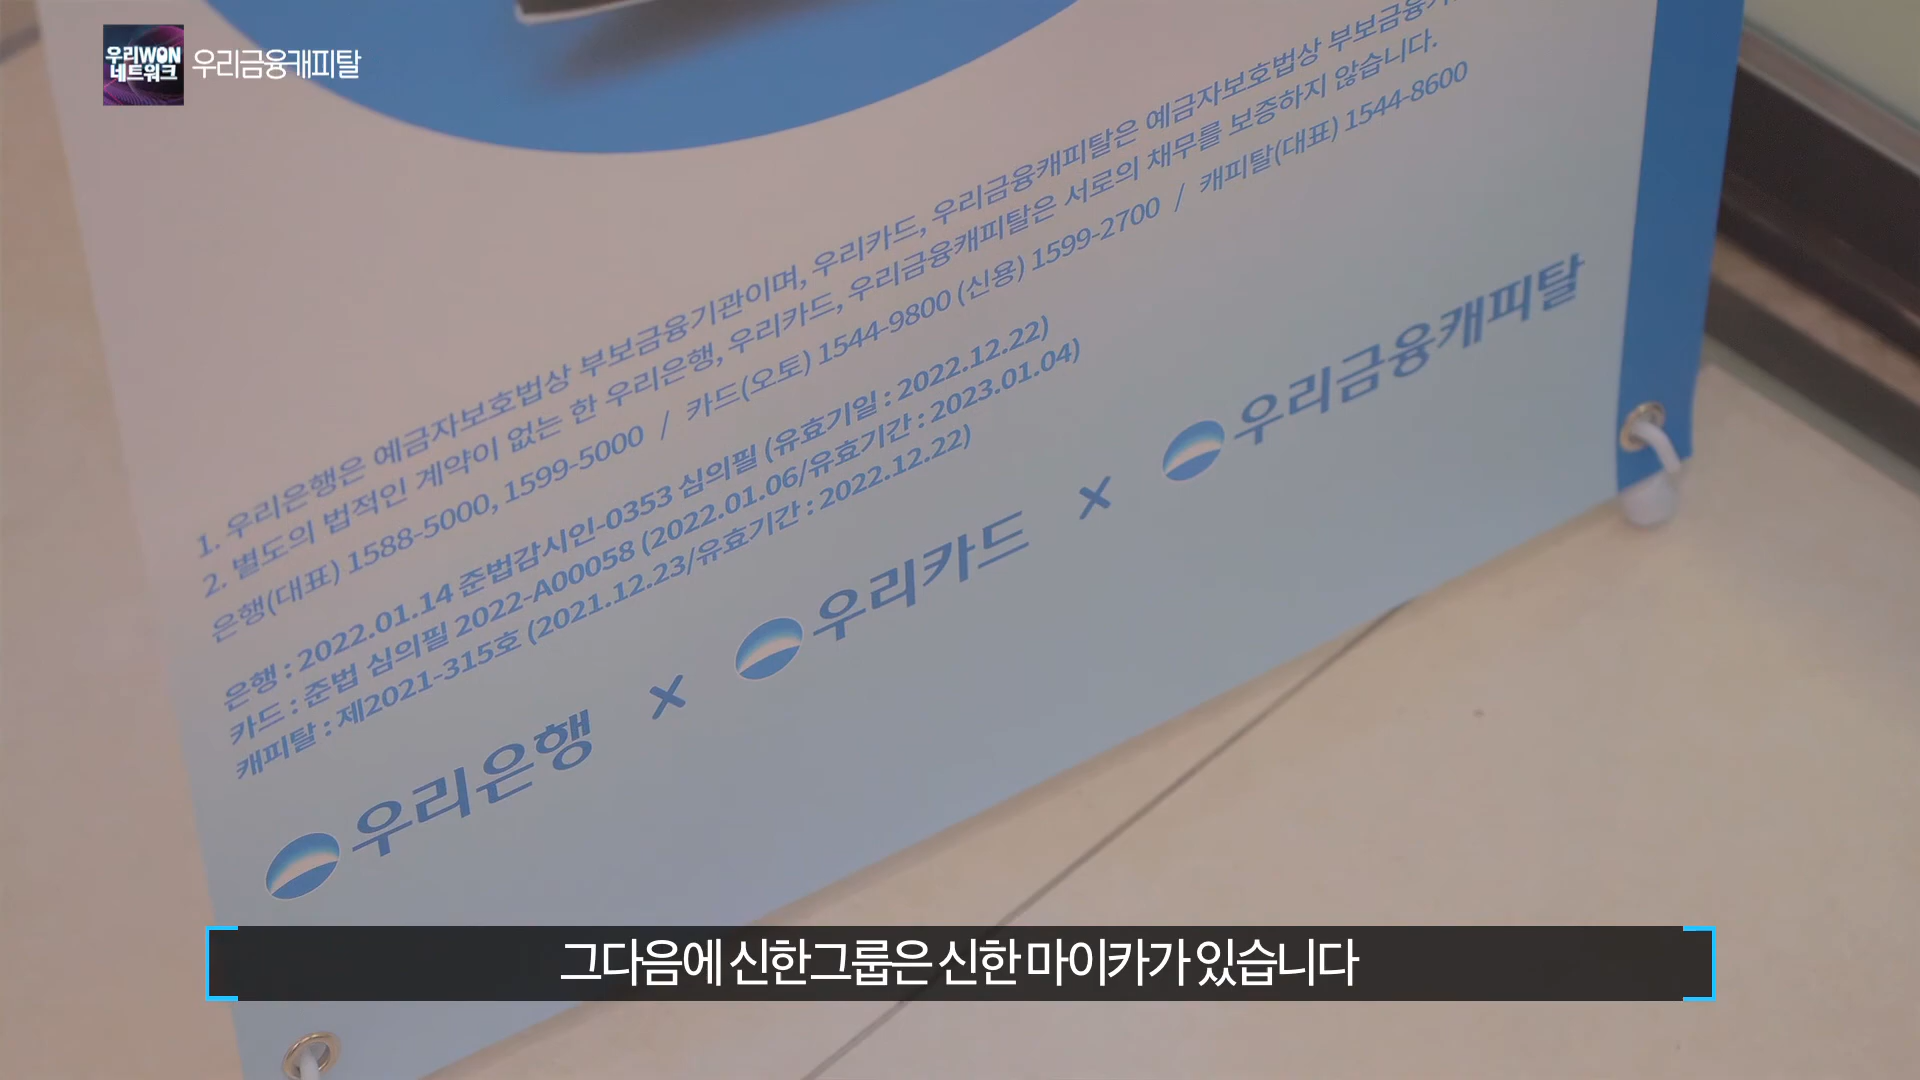 우리WON
네트워크
우리금융캐피탈
1. 우리은행은 예금자보호법상 부보금융기관이며, 우리카드, 우리금융캐피탈은 예금자보호법상 부보금융기
2. 별도의 법적인 계약이 없는 한 우리은행, 우리카드, 우리금융캐피탈은 서로의 채무를 보증하지 않습니다.
은행(대표) 1588-5000, 1599-5000 / 카드(오토) 1544-9800 (신용) 1599-2700 / 캐피탈(대표) 1544-8600
은행 : 2022.01.14 준법감시인-0353 심의필 (유효기일 : 2022.12.22)
카드 : 준법 심의필 2022-A00058 (2022.01.06/유효기간 : 2023.01.04)
캐피탈 : 제2021-315호 (2021.12.23/유효기간 : 2022.12.22)
우리은행 × 우리카드 × 우리금융캐피탈
그다음에 신한그룹은 신한 마이카가 있습니다